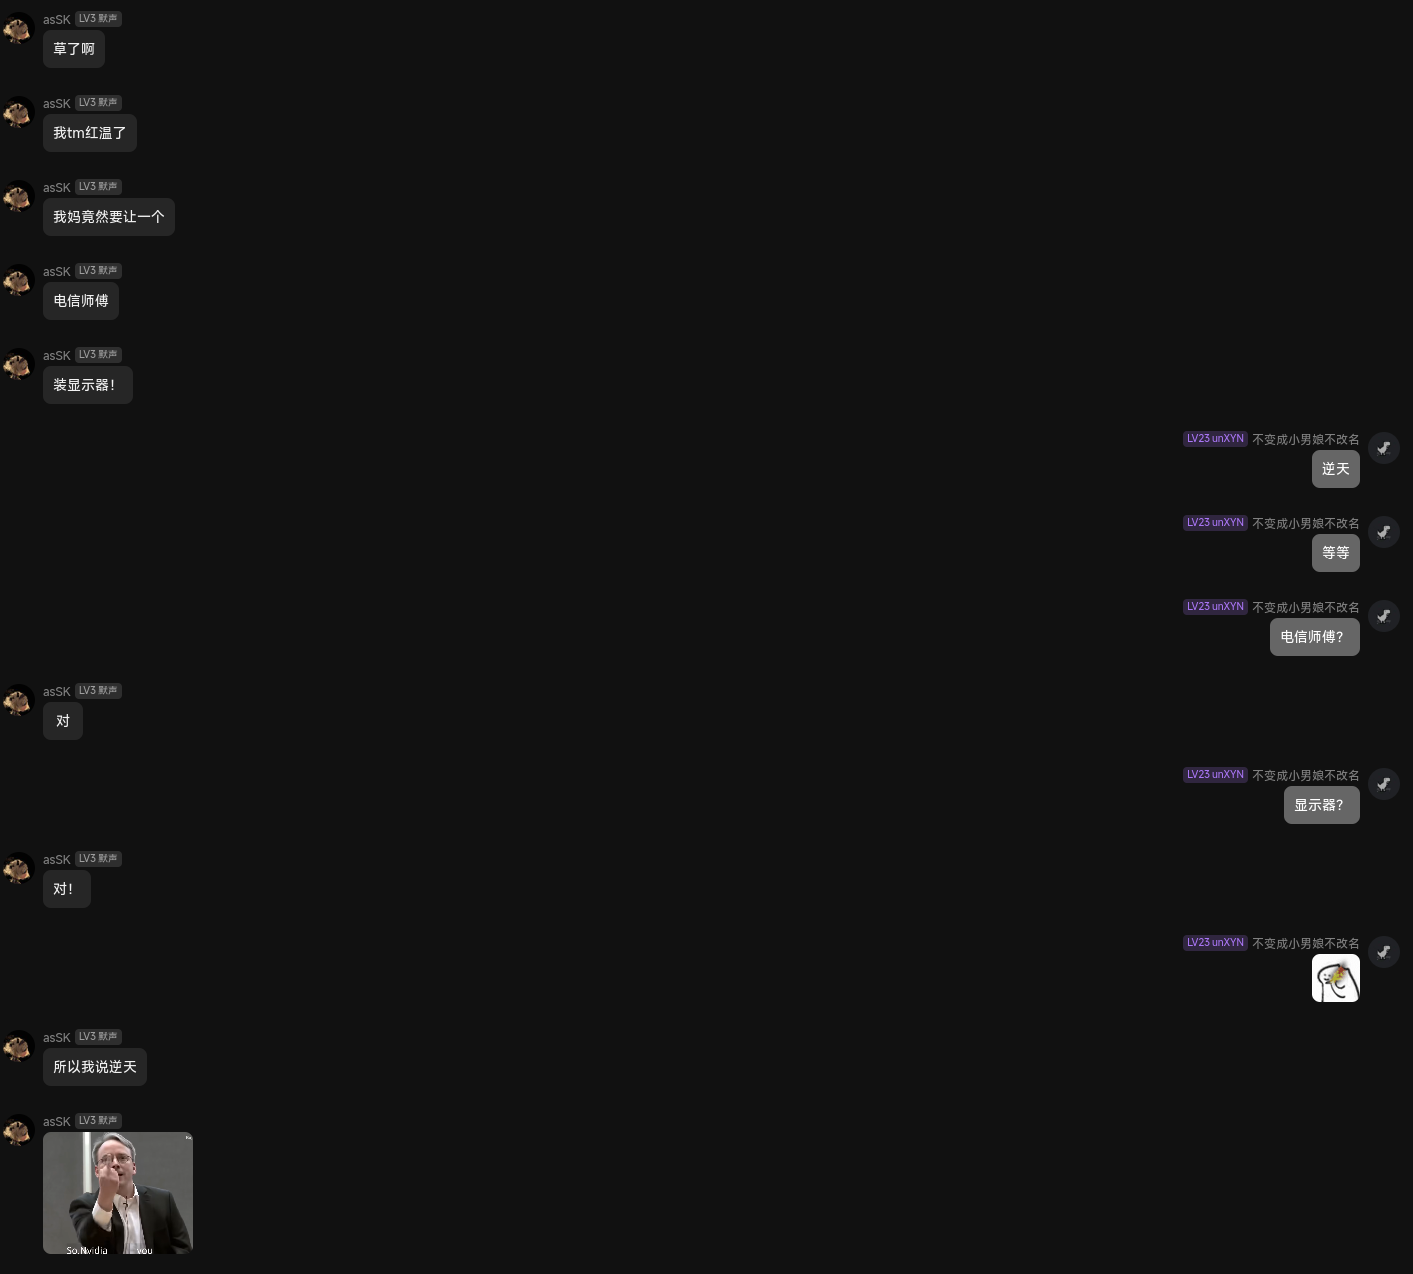 asSK LV3 默声
草了啊
asSK LV3 默声
我tm红温了
asSK LV3 默声
我妈竟然要让一个
asSK LV3 默声
电信师傅
asSK LV3 默声
装显示器！
LV23 unXYN 不变成小男娘不改名
逆天
LV23 unXYN 不变成小男娘不改名
等等
LV23 unXYN 不变成小男娘不改名
电信师傅？
asSK LV3 默声
对
LV23 unXYN 不变成小男娘不改名
显示器？
asSK LV3 默声
对！
LV23 unXYN 不变成小男娘不改名
asSK LV3 默声
所以我说逆天
asSK LV3 默声
So,Nvidia you